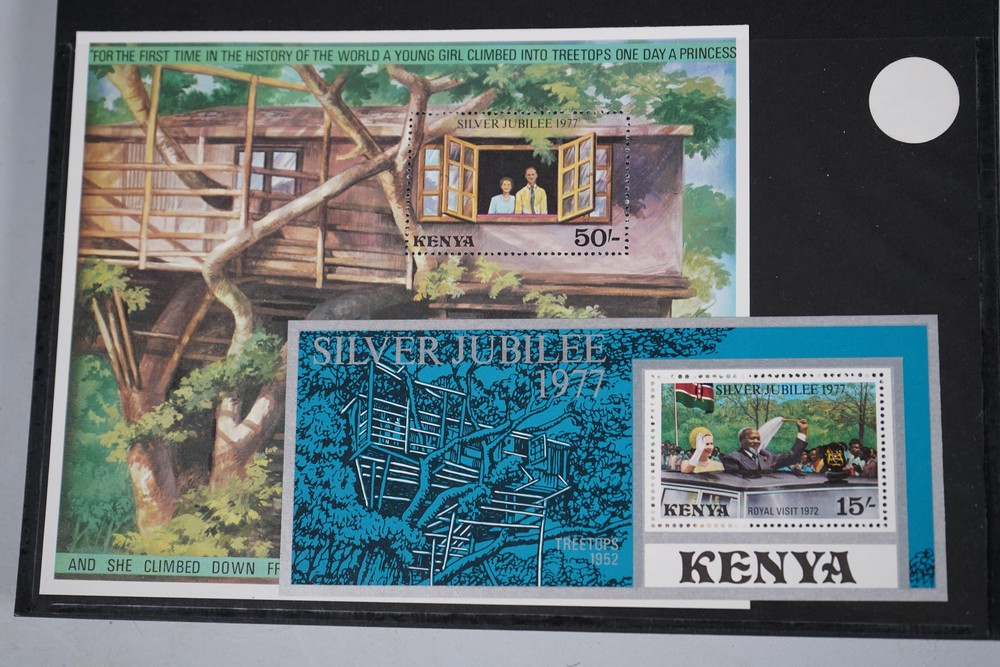 "FOR THE FIRST TIME IN THE HISTORY OF THE WORLD A YOUNG GIRL CLIMBED INTO TREETOPS ONE DAY A PRINCESS
SILVER JUBILEE 1977
KENYA 50/-
AND SHE CLIMBED DOWN
SILVER JUBILEE
1977
TREETOPS
1952
SILVER JUBILEE 1977
KENYA ROYAL VISIT 1972 15/-
KENYA